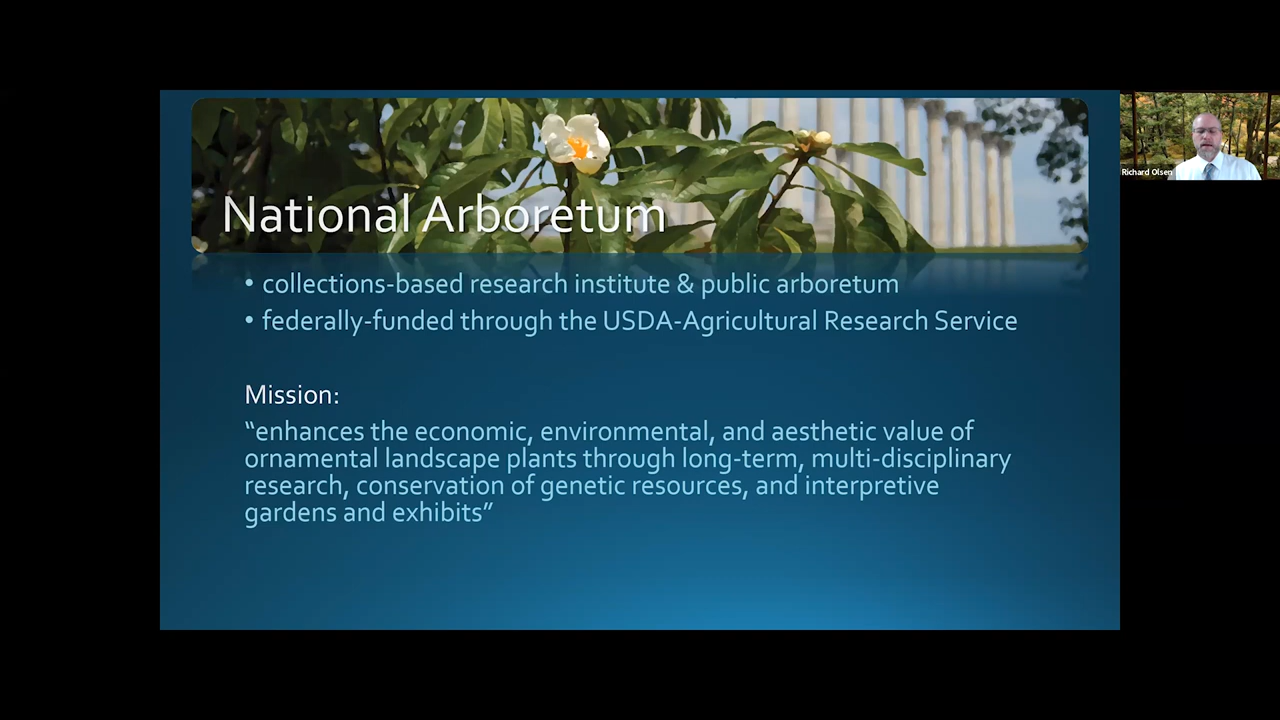 National Arboretum
• collections-based research institute & public arboretum
• federally-funded through the USDA-Agricultural Research Service
Mission:
“enhances the economic, environmental, and aesthetic value of
ornamental landscape plants through long-term, multi-disciplinary
research, conservation of genetic resources, and interpretive
gardens and exhibits”
Richard Olsen